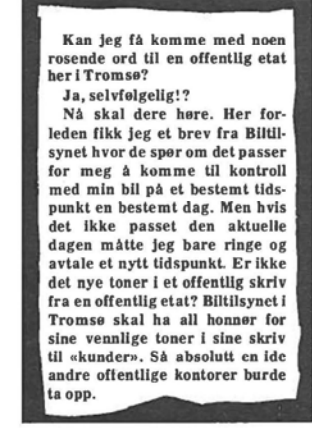 Kan jeg få komme med noen
rosende ord til en offentlig etat
her i Tromsø?
Ja, selvfølgelig!?
Nå skal dere høre. Her for-
leden fikk jeg et brev fra Biltil-
synet hvor de spør om det passer
for meg å komme til kontroll
med min bil på et bestemt tids-
punkt en bestemt dag. Men hvis
det ikke passet den aktuelle
dagen måtte jeg bare ringe og
avtale et nytt tidspunkt. Er ikke
det nye toner i et offentlig skriv
fra en offentlig etat? Biltilsynet i
Tromsø skal ha all honnør for
sine vennlige toner i sine skriv
til «kunder». Så absolutt en ide
andre offentlige kontorer burde
ta opp.